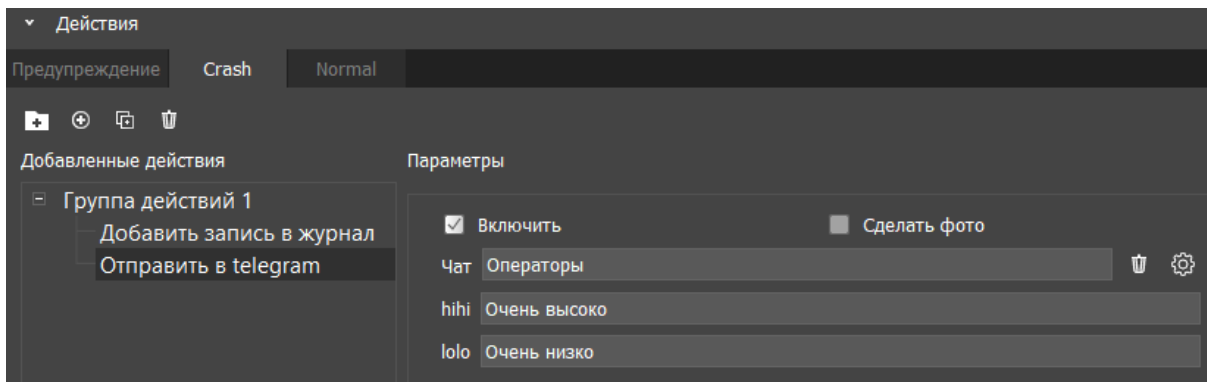 Действия
Предупреждение Crash Normal
Добавленные действия Параметры
Группа действий 1
Добавить запись в журнал
Отправить в telegram
Включить Сделать фото
Чат Операторы
hihi Очень высоко
lolo Очень низко